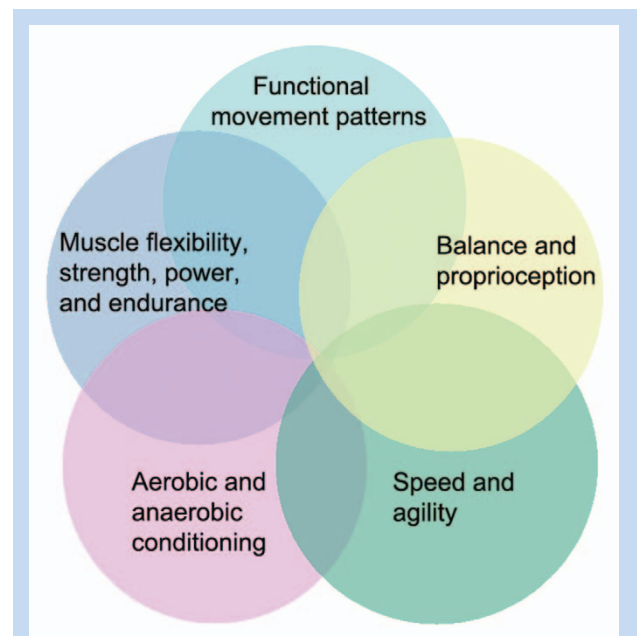 Functional
movement patterns
Muscle flexibility,
strength, power,
and endurance
Balance and
proprioception
Aerobic and
anaerobic
conditioning
Speed and
agility